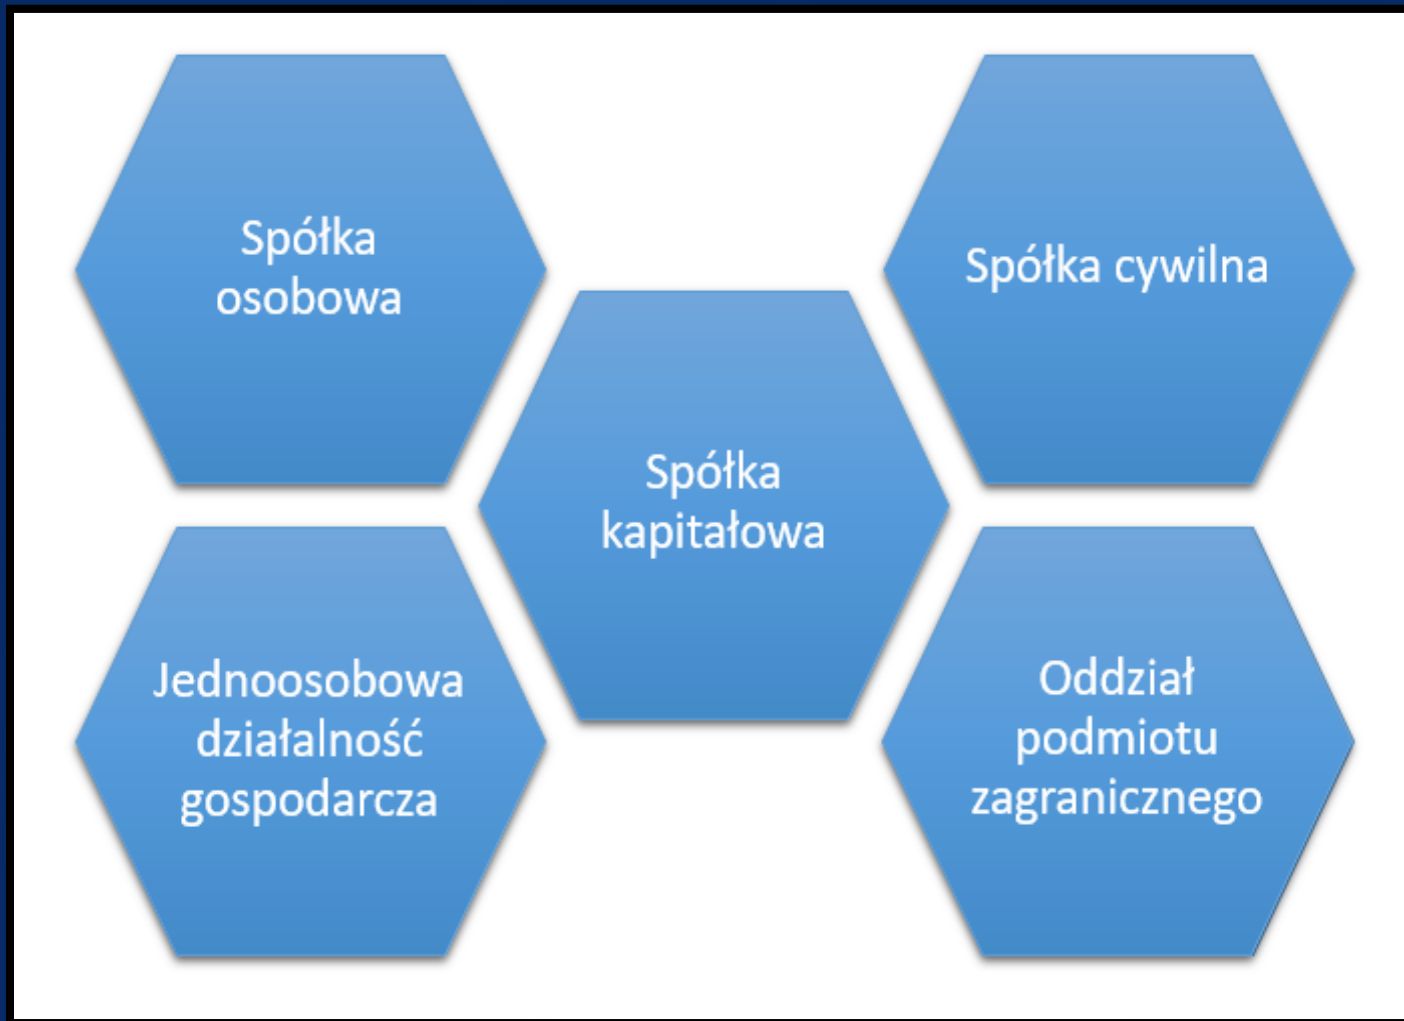 Spółka
osobowa
Spółka cywilna
Spółka
kapitałowa
Jednoosobowa
działalność
gospodarcza
Oddział
podmiotu
zagranicznego